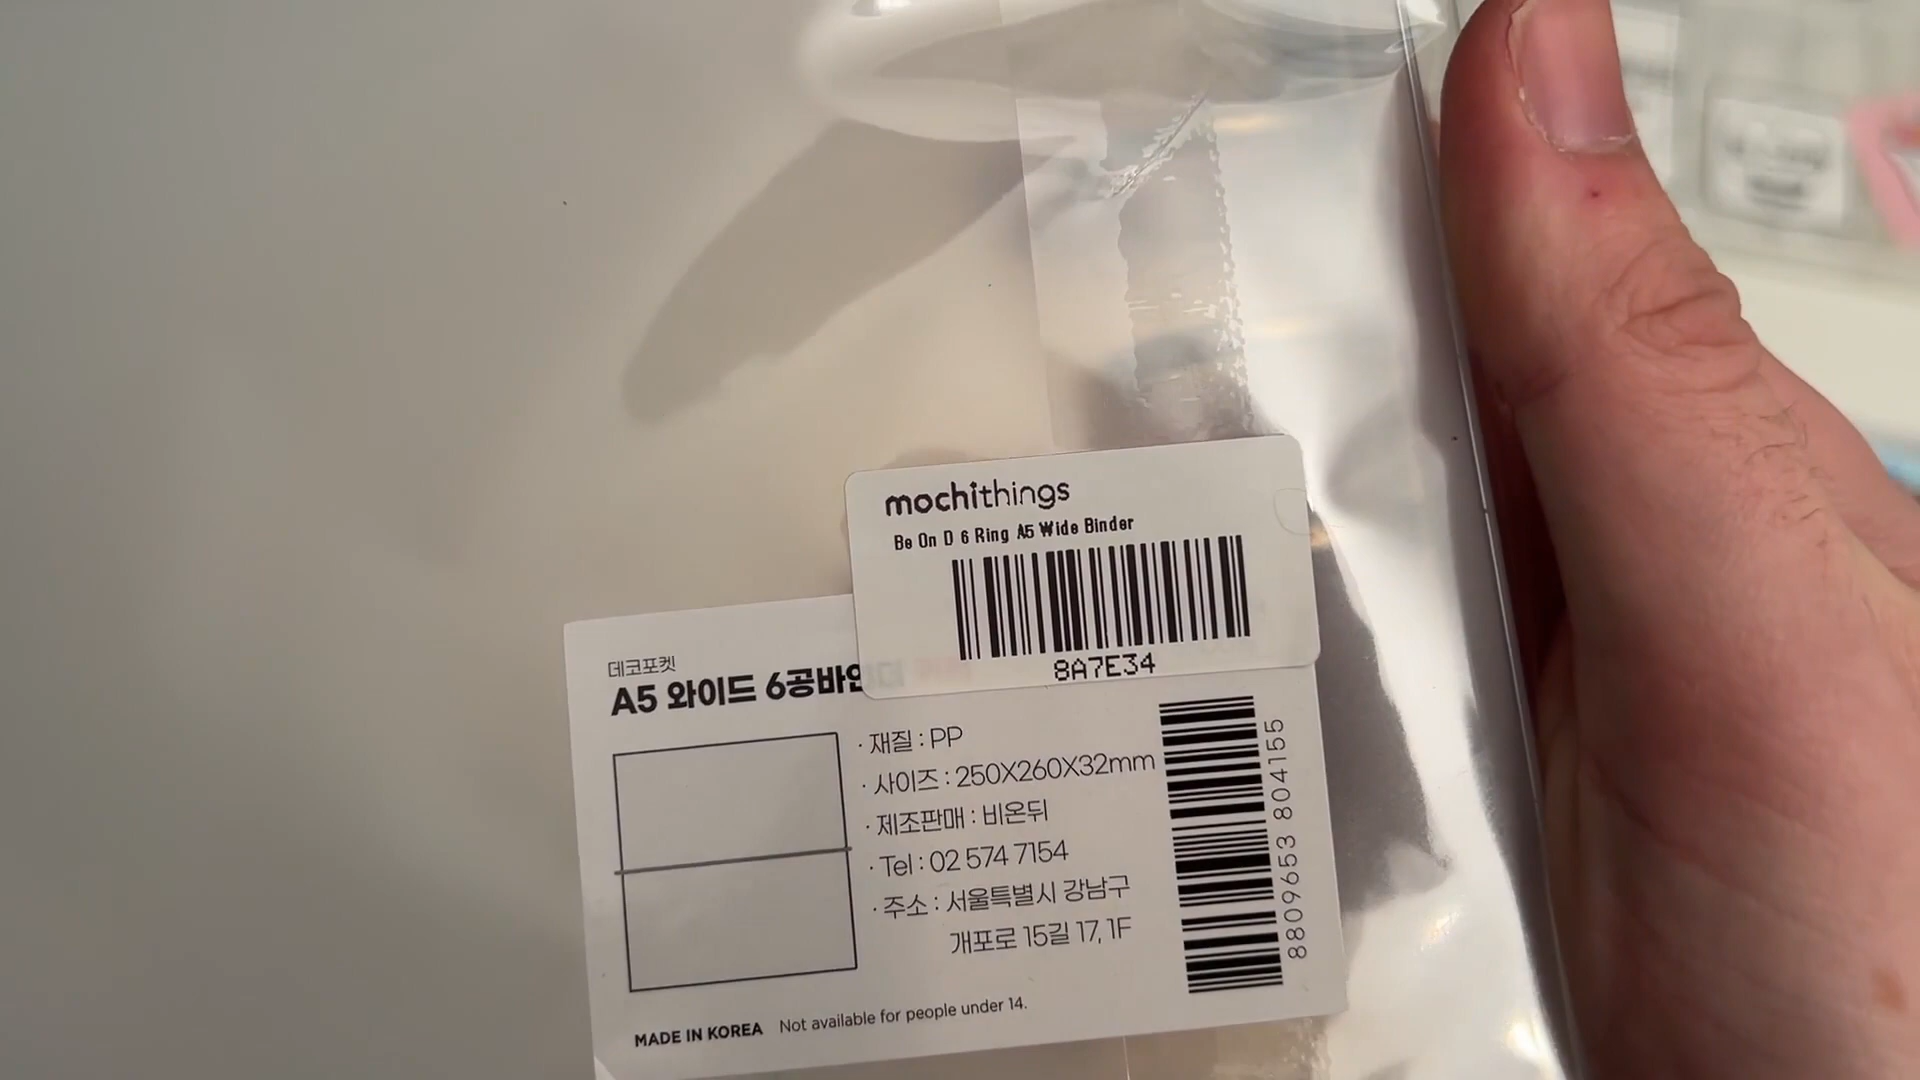 mochithings
Be On D 6 Ring A5 Wide Binder
8A7E34
데코포켓
A5 와이드 6공바인더
· 재질 : PP
· 사이즈 : 250X260X32mm
· 제조판매 : 비온뒤
· Tel : 02 574 7154
· 주소 : 서울특별시 강남구
개포로 15길 17, 1F
8809653 804155
MADE IN KOREA Not available for people under 14.